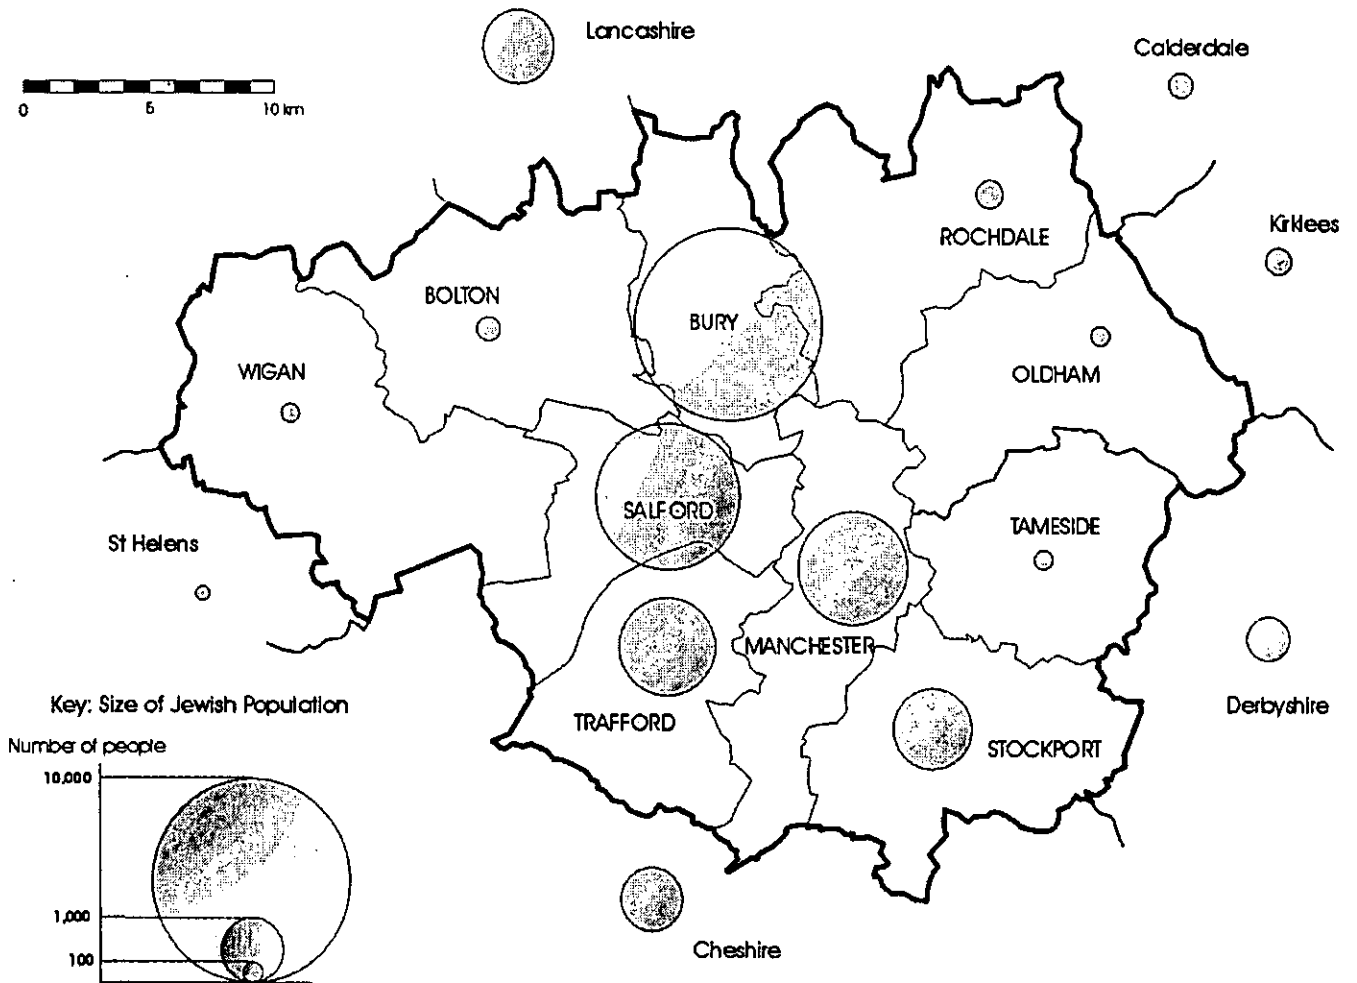 Lancashire
Calderdale
0 5 10 km
ROCHDALE
Kirklees
BOLTON
BURY
WIGAN
OLDHAM
SALFORD
TAMESIDE
St Helens
MANCHESTER
Derbyshire
Key: Size of Jewish Population
TRAFFORD
STOCKPORT
Number of people
10,000
1,000
100
Cheshire